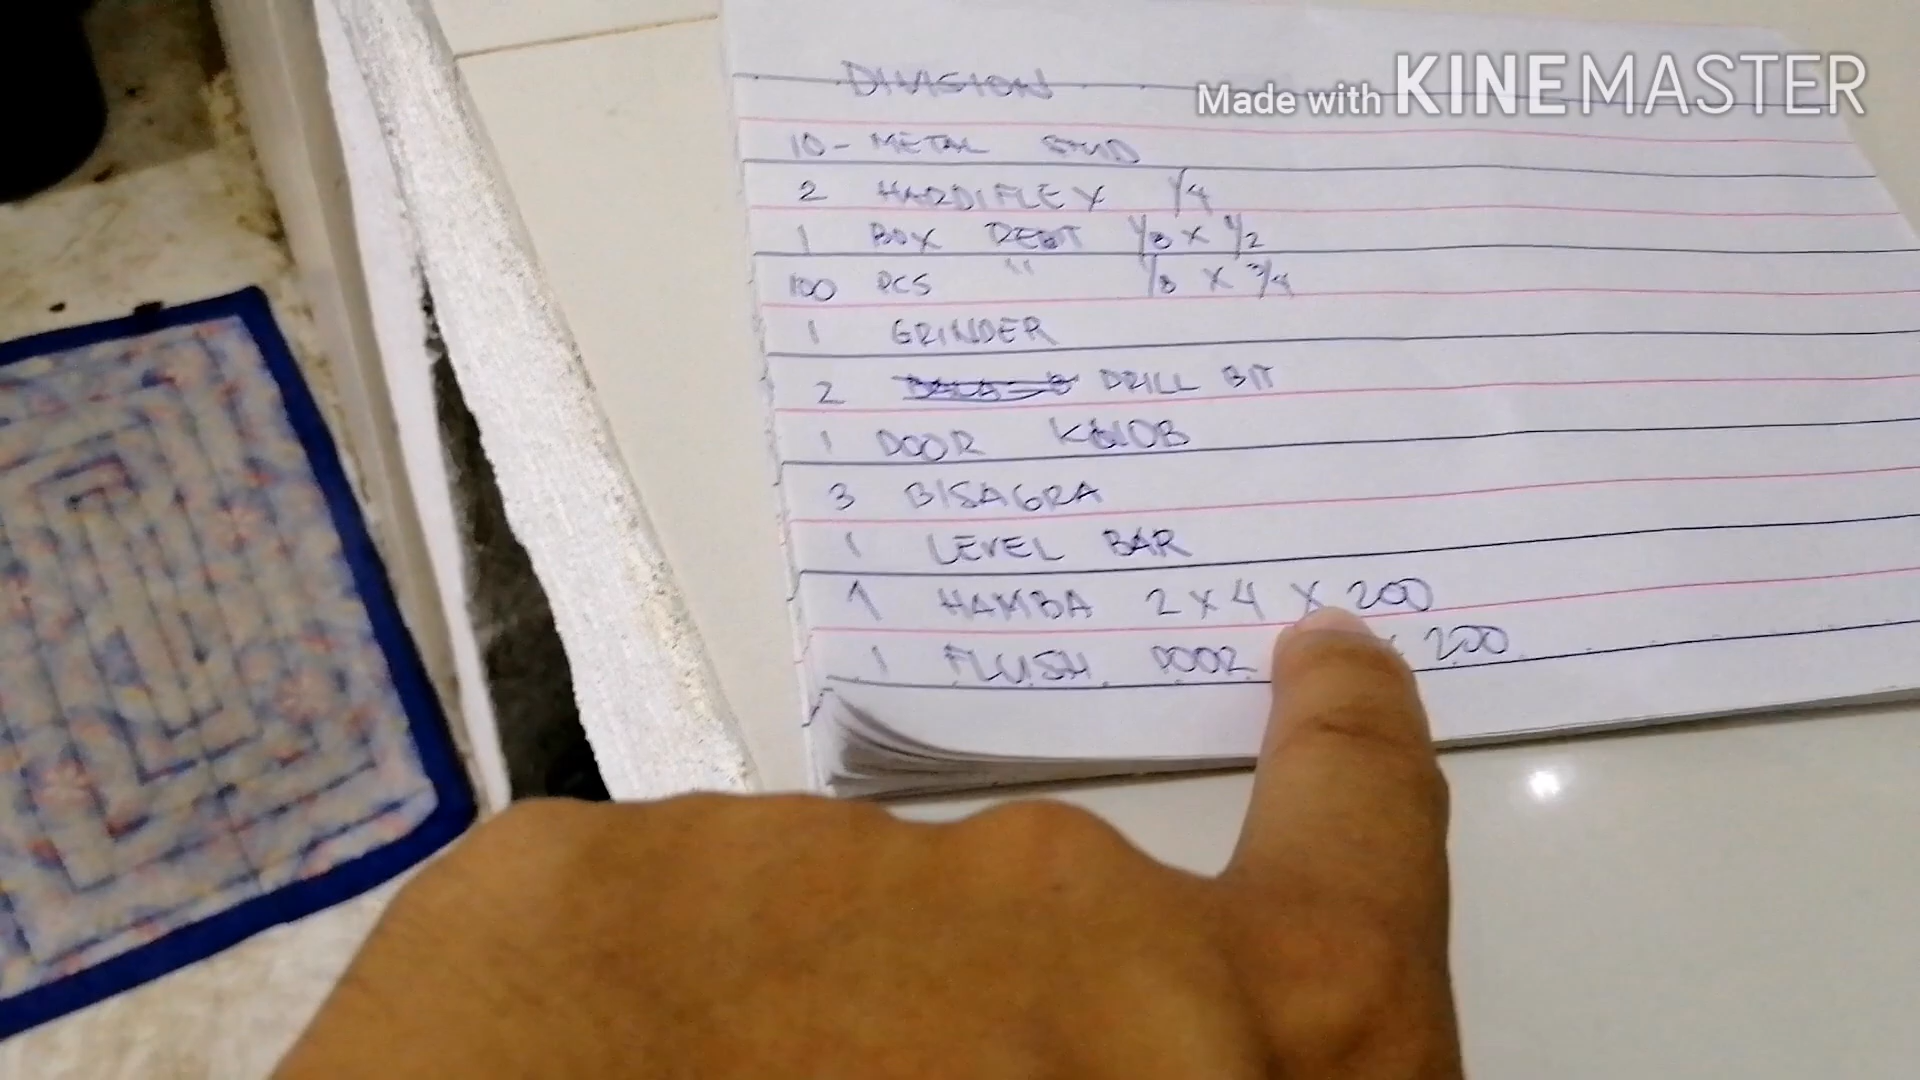 Made with KINEMASTER
DIVISION
10 - METAL STUD
2 HARDIFLEX 1/4
1 BOX REBT 1/8 x 1/2
100 PCS " 1/8 x 3/4
1 GRINDER
2 DRILL BIT
1 DOOR KNOB
3 BISAGRA
1 LEVEL BAR
1 HAMBA 2 x 4 x 200
1 FLUSH DOOR x 200